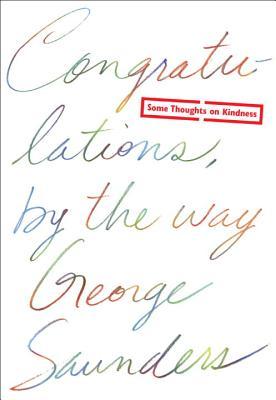 Congratu-
Some Thoughts on Kindness
lations,
by the way
George
Saunders